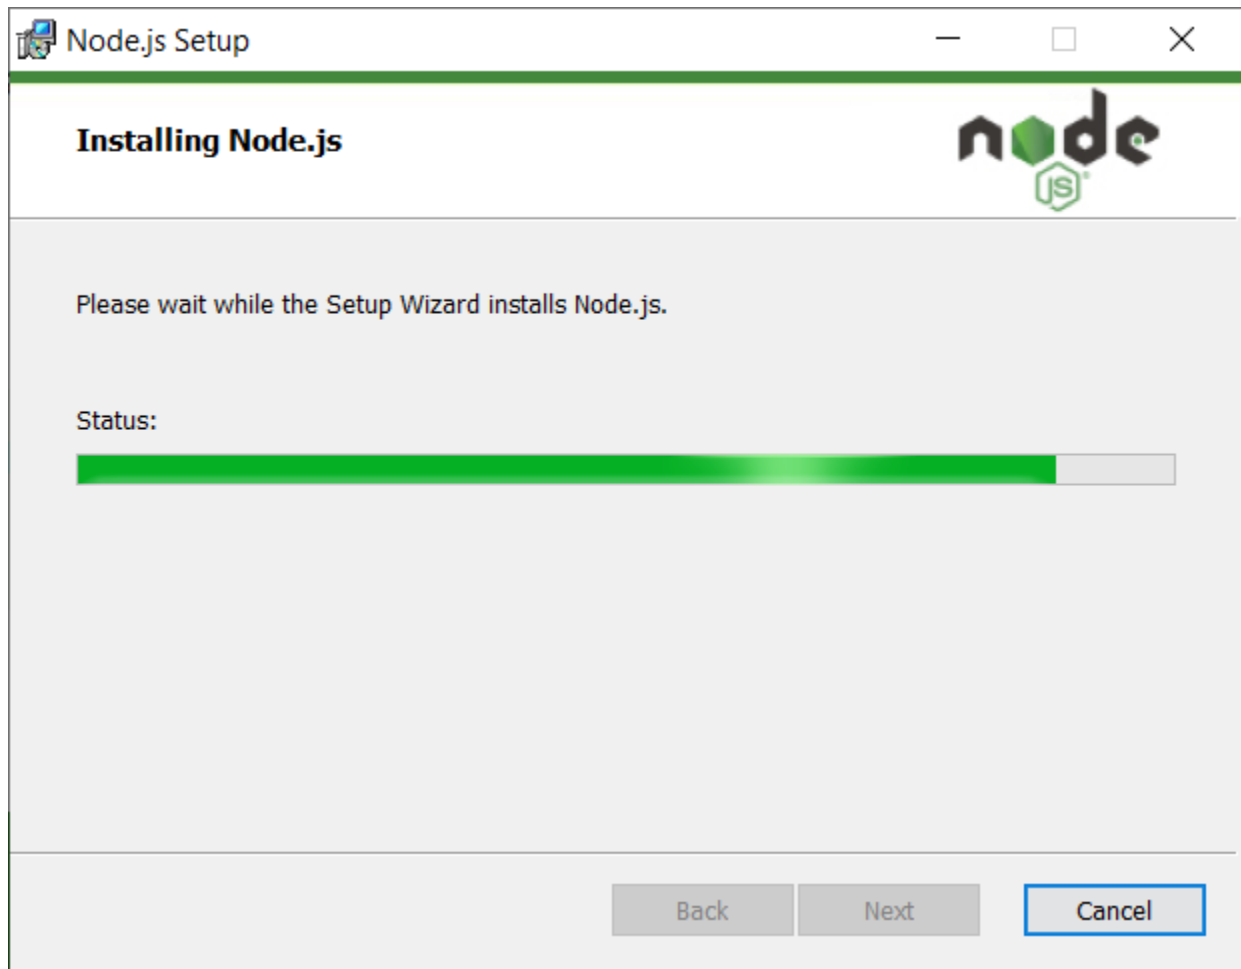 Node.js Setup
Installing Node.js
node
JS
Please wait while the Setup Wizard installs Node.js.
Status:
Back Next Cancel